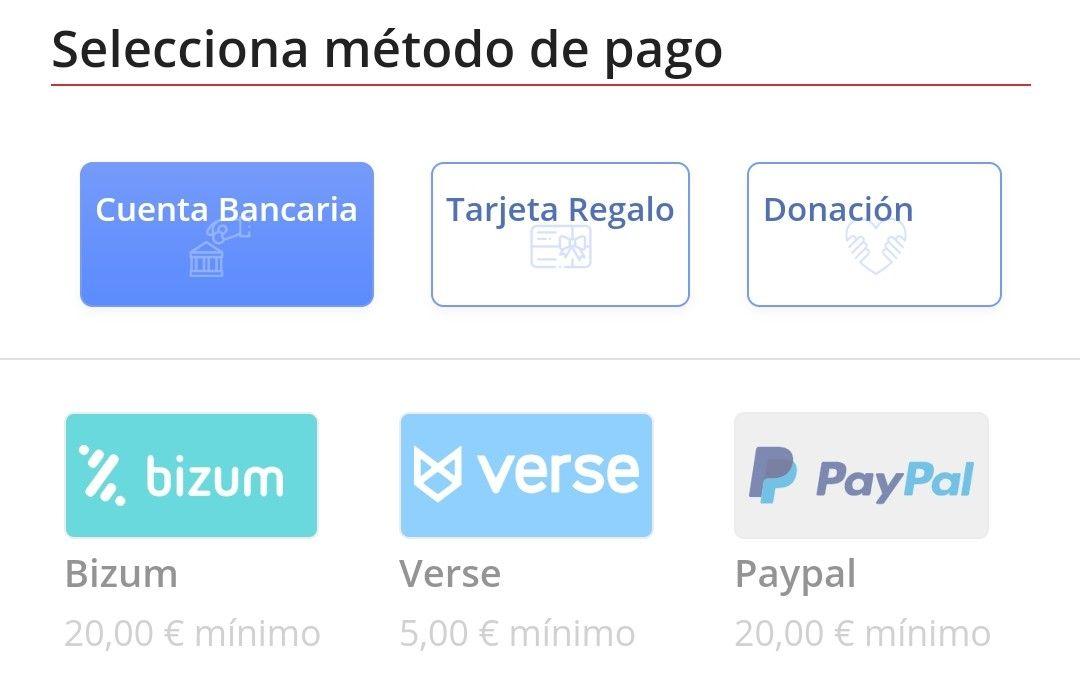 Selecciona método de pago
Cuenta Bancaria Tarjeta Regalo Donación
bizum verse PayPal
Bizum Verse Paypal
20,00 € mínimo 5,00 € mínimo 20,00 € mínimo